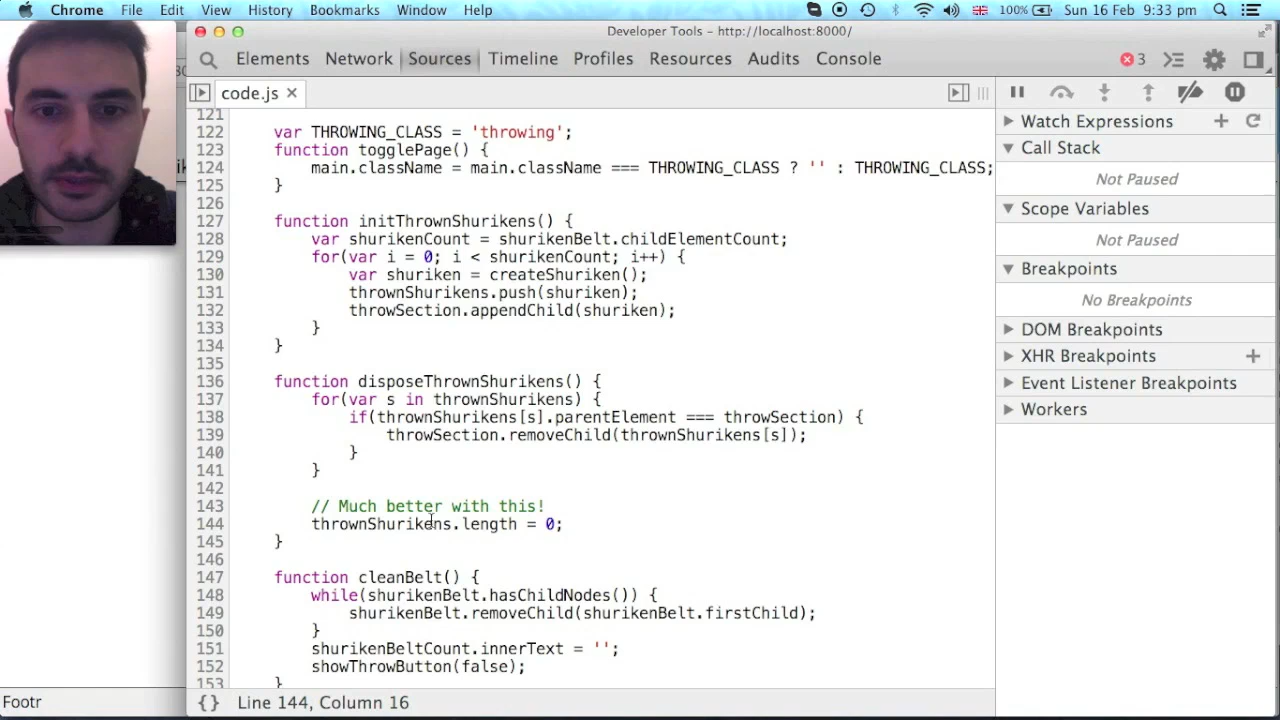 Chrome File Edit View History Bookmarks Window Help 100% Sun 16 Feb 9:33 pm
Developer Tools - http://localhost:8000/
Elements Network Sources Timeline Profiles Resources Audits Console 3
code.js
121
122 var THROWING_CLASS = 'throwing';
123 function togglePage() {
124 main.className = main.className === THROWING_CLASS ? '' : THROWING_CLASS;
125 }
126
127 function initThrownShurikens() {
128 var shurikenCount = shurikenBelt.childElementCount;
129 for(var i = 0; i < shurikenCount; i++) {
130 var shuriken = createShuriken();
131 thrownShurikens.push(shuriken);
132 throwSection.appendChild(shuriken);
133 }
134 }
135
136 function disposeThrownShurikens() {
137 for(var s in thrownShurikens) {
138 if(thrownShurikens[s].parentElement === throwSection) {
139 throwSection.removeChild(thrownShurikens[s]);
140 }
141 }
142
143 // Much better with this!
144 thrownShurikens.length = 0;
145 }
146
147 function cleanBelt() {
148 while(shurikenBelt.hasChildNodes()) {
149 shurikenBelt.removeChild(shurikenBelt.firstChild);
150 }
151 shurikenBeltCount.innerText = '';
152 showThrowButton(false);
153 }
{} Line 144, Column 16
Watch Expressions
Call Stack
Not Paused
Scope Variables
Not Paused
Breakpoints
No Breakpoints
DOM Breakpoints
XHR Breakpoints
Event Listener Breakpoints
Workers
Footr